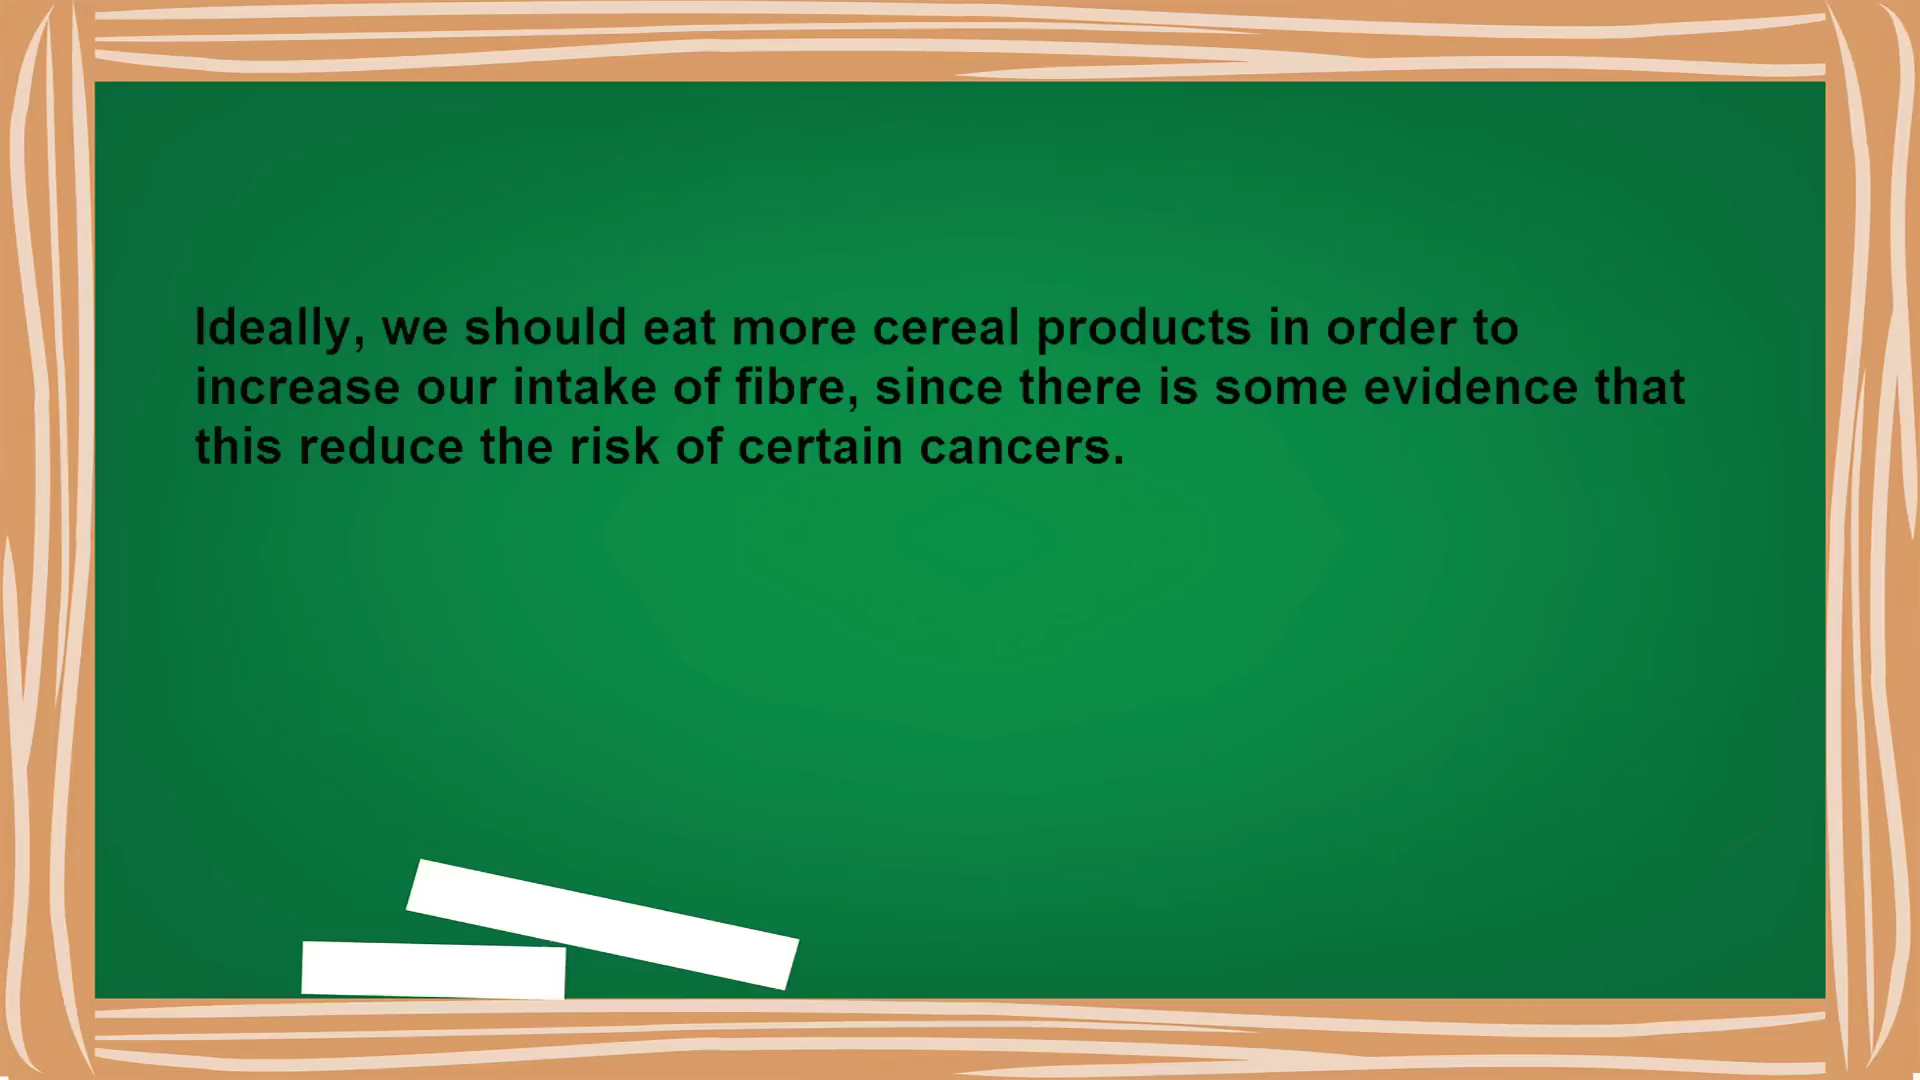 Ideally, we should eat more cereal products in order to
increase our intake of fibre, since there is some evidence that
this reduce the risk of certain cancers.